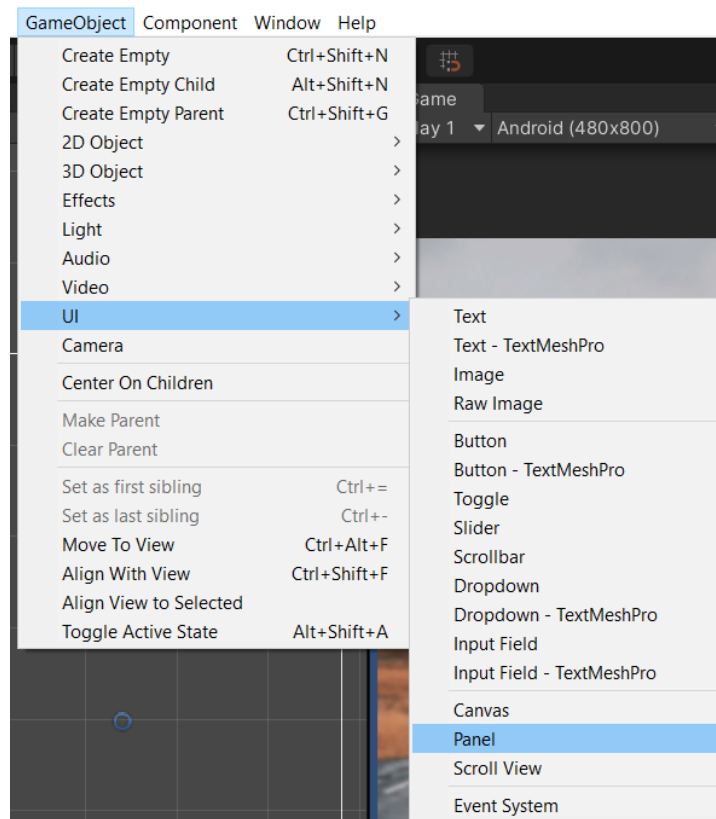 GameObject Component Window Help
Create Empty Ctrl+Shift+N
Create Empty Child Alt+Shift+N
Create Empty Parent Ctrl+Shift+G
2D Object
3D Object
Effects
Light
Audio
Video
UI
Camera
Center On Children
Make Parent
Clear Parent
Set as first sibling Ctrl+=
Set as last sibling Ctrl+-
Move To View Ctrl+Alt+F
Align With View Ctrl+Shift+F
Align View to Selected
Toggle Active State Alt+Shift+A
ame
lay 1 Android (480x800)
Text
Text - TextMeshPro
Image
Raw Image
Button
Button - TextMeshPro
Toggle
Slider
Scrollbar
Dropdown
Dropdown - TextMeshPro
Input Field
Input Field - TextMeshPro
Canvas
Panel
Scroll View
Event System